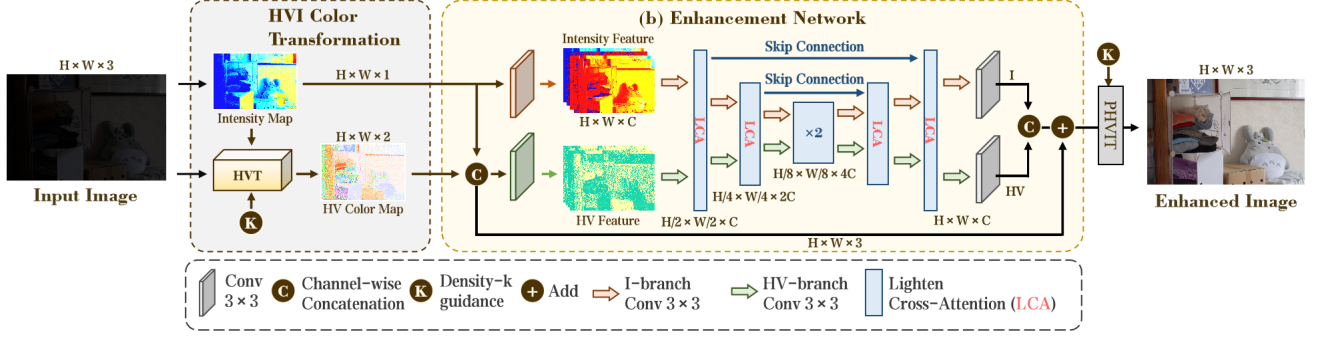 HVI Color
Transformation
(b) Enhancement Network
H × W × 3
Input Image
Intensity Map
H × W × 1
H × W × 2
HVT
HV Color Map
K
C
Intensity Feature
H × W × C
HV Feature
LCA
H/2 × W/2 × C
Skip Connection
Skip Connection
LCA
H/4 × W/4 × 2C
×2
H/8 × W/8 × 4C
LCA
LCA
H × W × C
I
HV
C
+
H × W × 3
K
PHVIT
H × W × 3
Enhanced Image
Conv
3 × 3
C
Channel-wise
Concatenation
K
Density-k
guidance
+
Add
I-branch
Conv 3 × 3
HV-branch
Conv 3 × 3
Lighten
Cross-Attention (LCA)